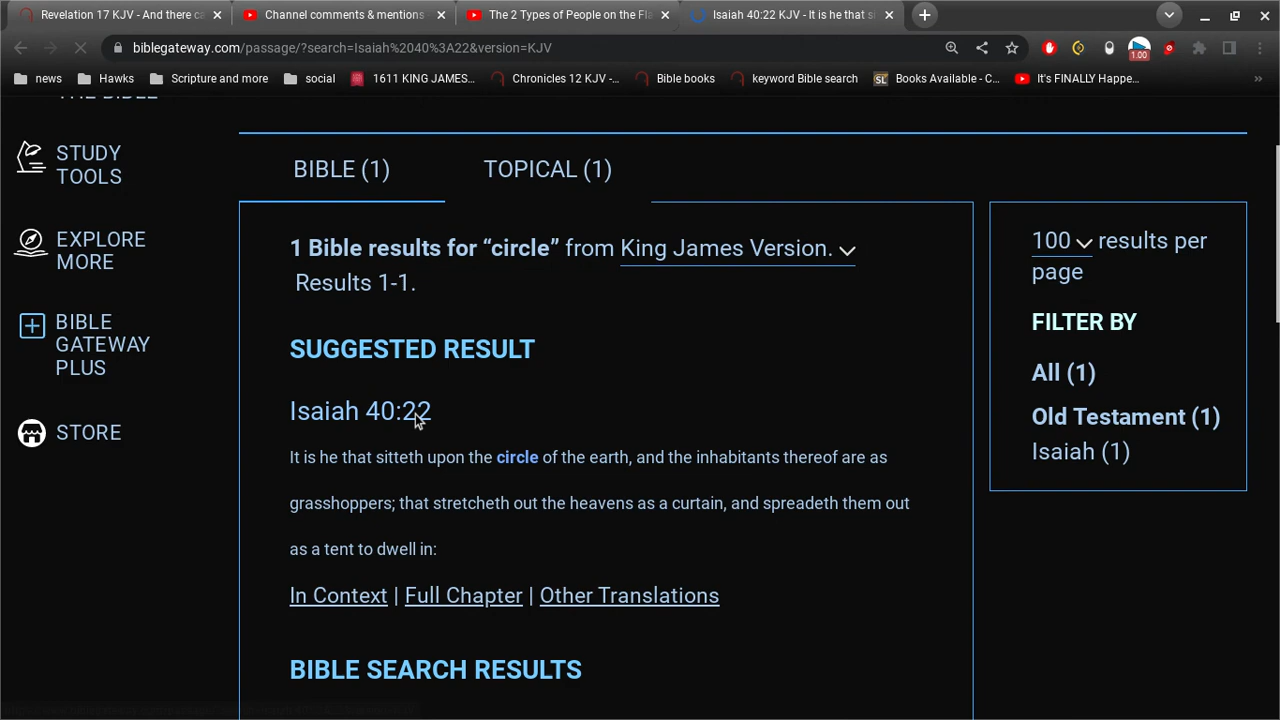 Revelation 17 KJV - And there ca
Channel comments & mentions -
The 2 Types of People on the Fla
Isaiah 40:22 KJV - It is he that si
biblegateway.com/passage/?search=Isaiah%2040%3A22&version=KJV
1.00
news
Hawks
Scripture and more
social
1611 KING JAMES...
Chronicles 12 KJV -...
Bible books
keyword Bible search
SL
Books Available - C...
It's FINALLY Happe...
»
THE BIBLE
STUDY
TOOLS
EXPLORE
MORE
BIBLE
GATEWAY
PLUS
STORE
BIBLE (1)
TOPICAL (1)
1 Bible results for “circle” from King James Version.
Results 1-1.
SUGGESTED RESULT
Isaiah 40:22
It is he that sitteth upon the circle of the earth, and the inhabitants thereof are as
grasshoppers; that stretcheth out the heavens as a curtain, and spreadeth them out
as a tent to dwell in:
In Context | Full Chapter | Other Translations
BIBLE SEARCH RESULTS
100 results per
page
FILTER BY
All (1)
Old Testament (1)
Isaiah (1)